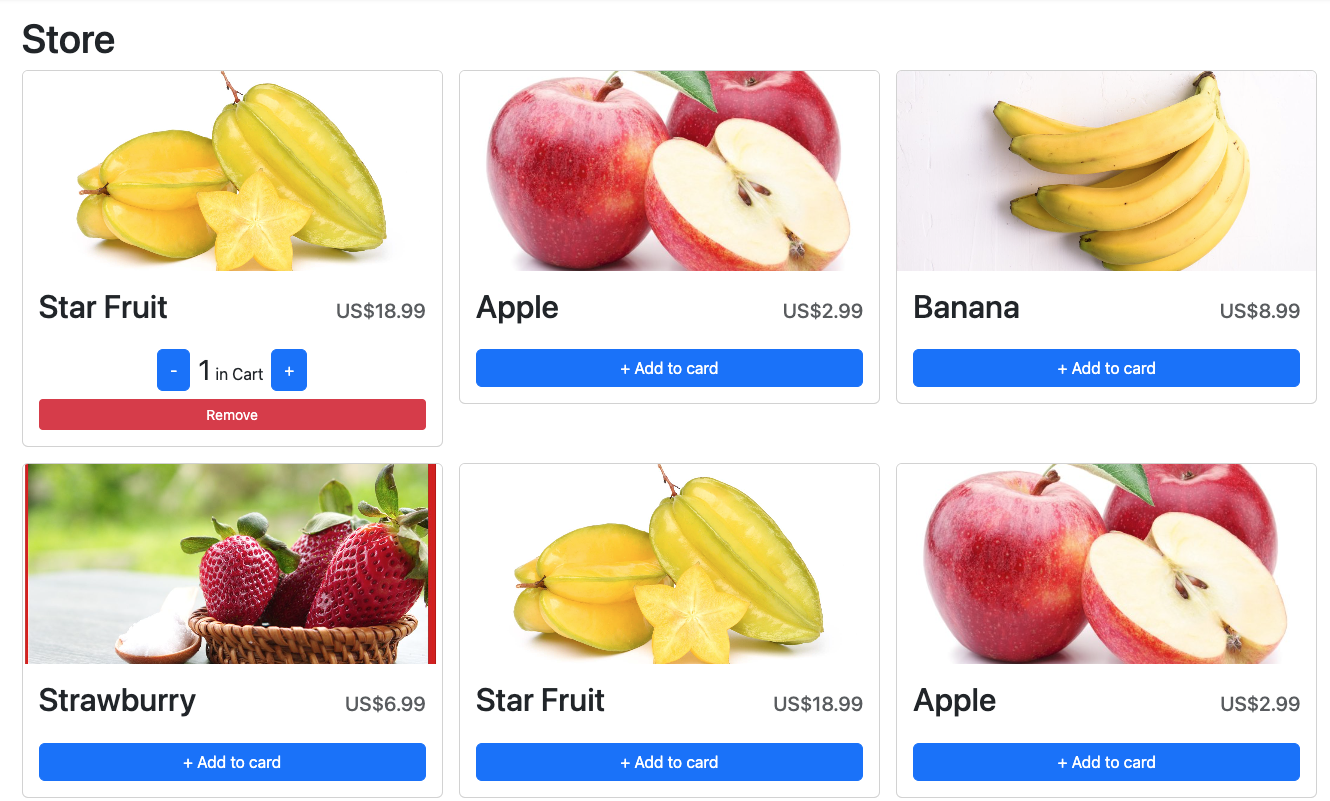 Store
Star Fruit US$18.99
- 1 in Cart +
Remove
Apple US$2.99
+ Add to card
Banana US$8.99
+ Add to card
Strawburry US$6.99
+ Add to card
Star Fruit US$18.99
+ Add to card
Apple US$2.99
+ Add to card